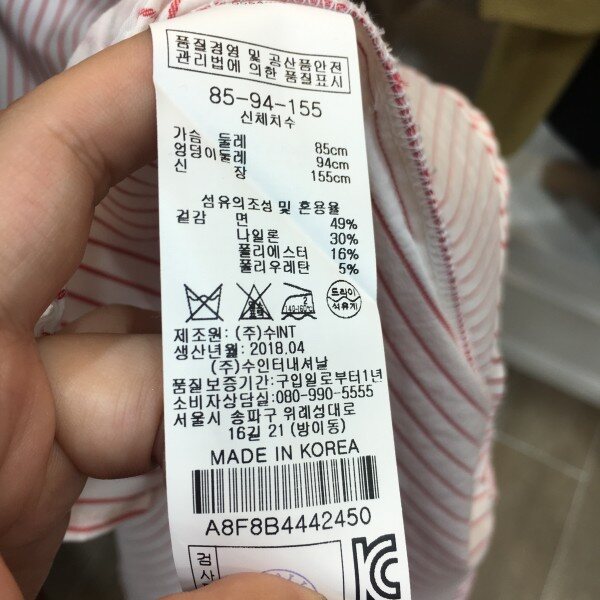 품질경영 및 공산품안전
관리법에 의한 품질표시
85-94-155
신체치수
가슴 둘레 85cm
엉덩이둘레 94cm
신 장 155cm
섬유의조성 및 혼용율
겉감 면 49%
나일론 30%
폴리에스터 16%
폴리우레탄 5%
드라이
석유계
제조원: (주)수INT
생산년월: 2018.04
(주)수인터내셔날
품질보증기간:구입일로부터1년
소비자상담실:080-990-5555
서울시 송파구 위례성대로
16길 21 (방이동)
MADE IN KOREA
A8F8B4442450
검
사